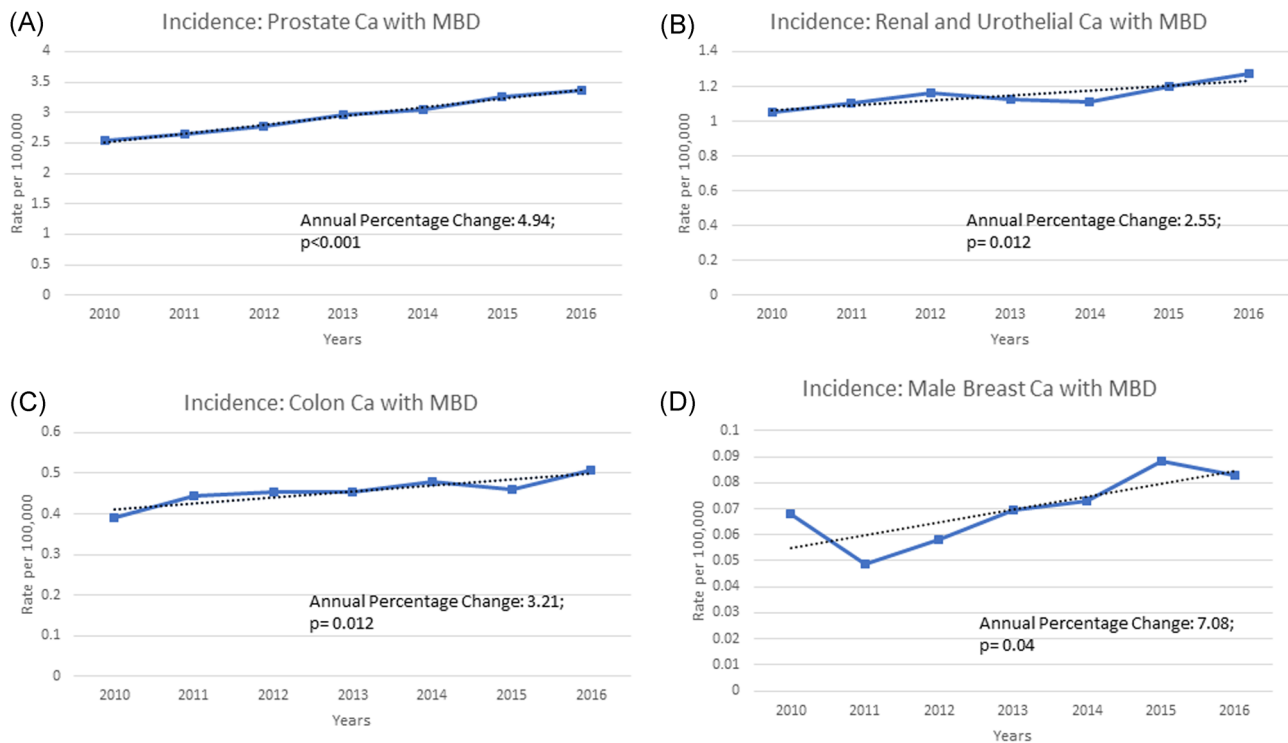 (A)
Incidence: Prostate Ca with MBD
4
3.5
3
2.5
2
1.5
1
0.5
0
Rate per 100,000
Annual Percentage Change: 4.94;
p<0.001
2010 2011 2012 2013 2014 2015 2016
Years
(B)
Incidence: Renal and Urothelial Ca with MBD
1.4
1.2
1
0.8
0.6
0.4
0.2
0
Rate per 100,000
Annual Percentage Change: 2.55;
p= 0.012
2010 2011 2012 2013 2014 2015 2016
Years
(C)
Incidence: Colon Ca with MBD
0.6
0.5
0.4
0.3
0.2
0.1
0
Rate per 100,000
Annual Percentage Change: 3.21;
p= 0.012
2010 2011 2012 2013 2014 2015 2016
Years
(D)
Incidence: Male Breast Ca with MBD
0.1
0.09
0.08
0.07
0.06
0.05
0.04
0.03
0.02
0.01
0
Rate per 100,000
Annual Percentage Change: 7.08;
p= 0.04
2010 2011 2012 2013 2014 2015 2016
Years